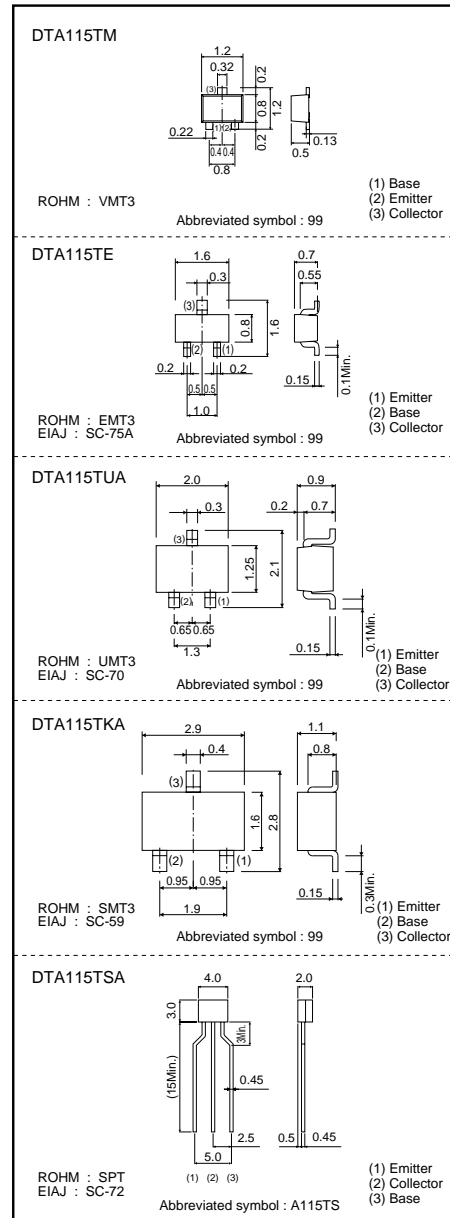 DTA115TM
1.2
0.32
(3)
0.2
0.8
1.2
0.22
(1)(2)
0.2
0.4 0.4
0.8
0.5
0.13
ROHM : VMT3
Abbreviated symbol : 99
(1) Base
(2) Emitter
(3) Collector
DTA115TE
1.6
0.3
(3)
0.8
1.6
0.7
0.55
(2)
(1)
0.2
0.2
0.5 0.5
1.0
0.15
0.1Min.
ROHM : EMT3
EIAJ : SC-75A
Abbreviated symbol : 99
(1) Emitter
(2) Base
(3) Collector
DTA115TUA
2.0
0.3
(3)
1.25
2.1
0.9
0.2
0.7
(2)
(1)
0.65 0.65
1.3
0.15
0.1Min.
ROHM : UMT3
EIAJ : SC-70
Abbreviated symbol : 99
(1) Emitter
(2) Base
(3) Collector
DTA115TKA
2.9
0.4
(3)
1.6
2.8
1.1
0.8
(2)
(1)
0.95 0.95
1.9
0.15
0.3Min.
ROHM : SMT3
EIAJ : SC-59
Abbreviated symbol : 99
(1) Emitter
(2) Base
(3) Collector
DTA115TSA
4.0
2.0
3.0
3Min.
(15Min.)
0.45
2.5
5.0
0.5
0.45
(1) (2) (3)
ROHM : SPT
EIAJ : SC-72
Abbreviated symbol : A115TS
(1) Emitter
(2) Collector
(3) Base